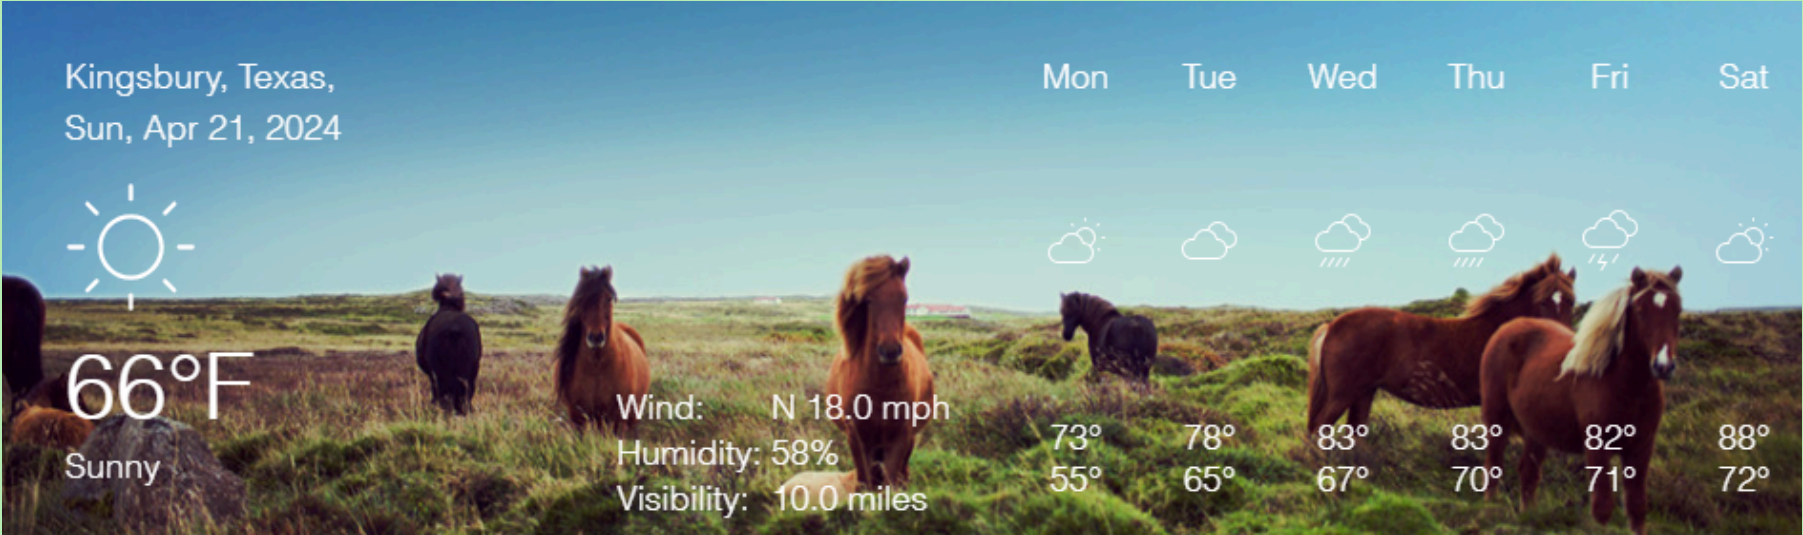 Kingsbury, Texas,
Sun, Apr 21, 2024
66°F
Sunny
Wind: N 18.0 mph
Humidity: 58%
Visibility: 10.0 miles
Mon Tue Wed Thu Fri Sat
73° 78° 83° 83° 82° 88°
55° 65° 67° 70° 71° 72°